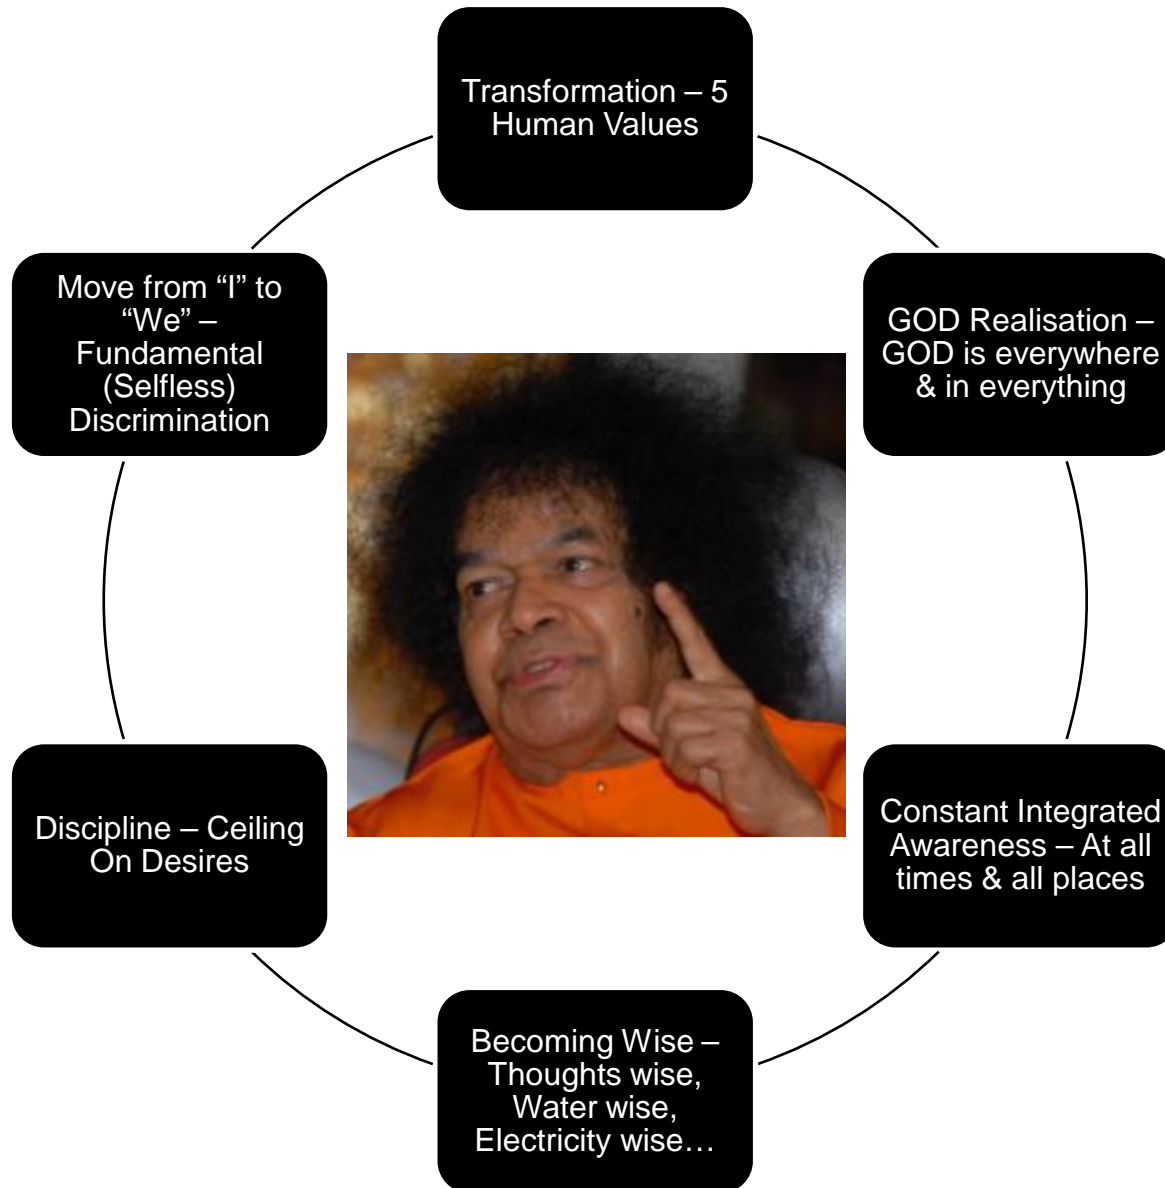 Transformation – 5
Human Values
GOD Realisation –
GOD is everywhere
& in everything
Constant Integrated
Awareness – At all
times & all places
Becoming Wise –
Thoughts wise,
Water wise,
Electricity wise…
Discipline – Ceiling
On Desires
Move from “I” to
“We” –
Fundamental
(Selfless)
Discrimination